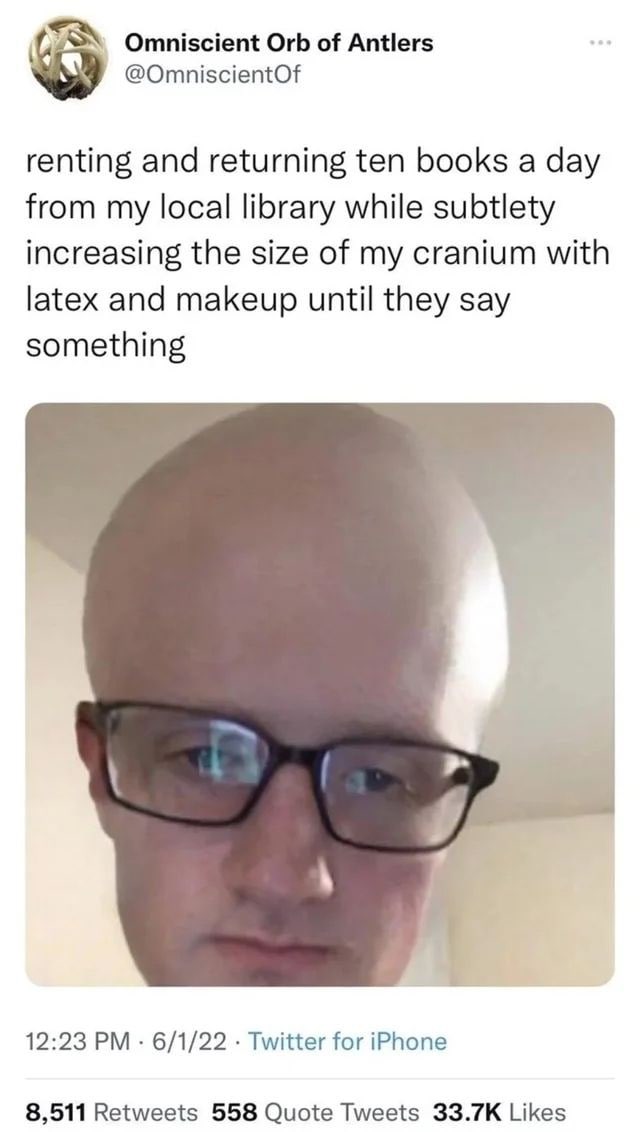 Omniscient Orb of Antlers
@OmniscientOf
renting and returning ten books a day
from my local library while subtlety
increasing the size of my cranium with
latex and makeup until they say
something
12:23 PM · 6/1/22 · Twitter for iPhone
8,511 Retweets 558 Quote Tweets 33.7K Likes